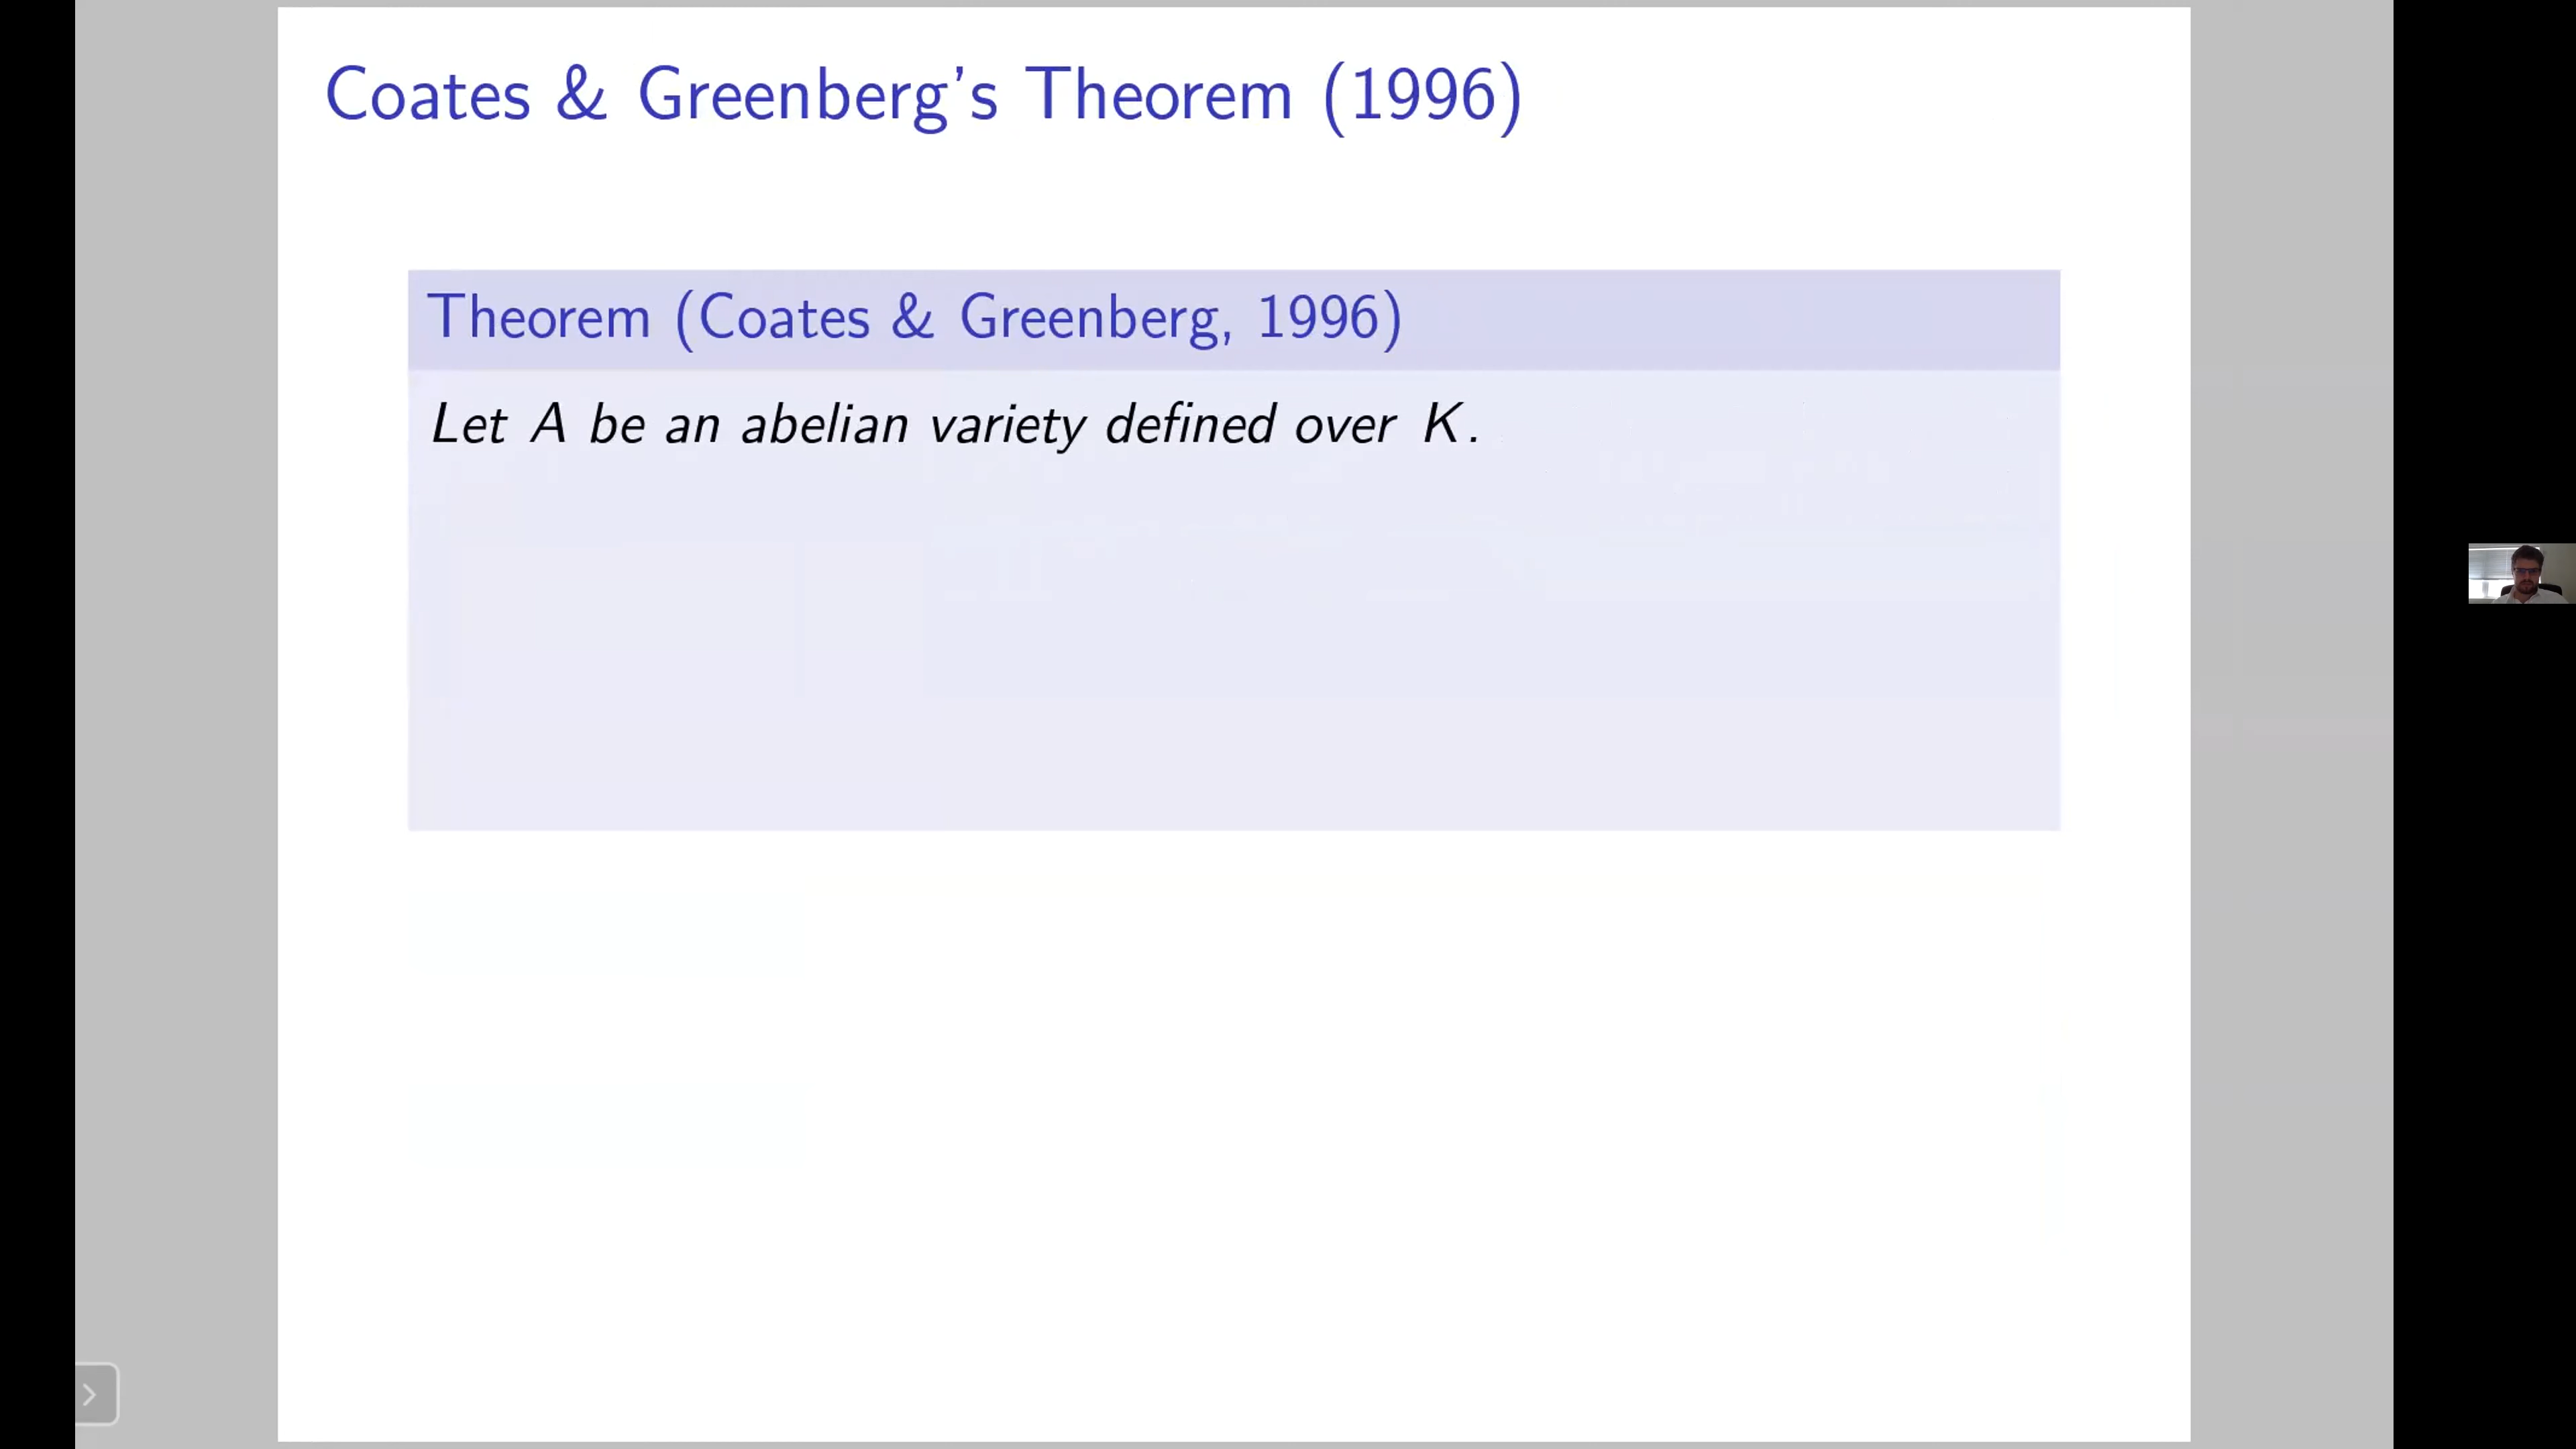 Coates & Greenberg's Theorem (1996)
Theorem (Coates & Greenberg, 1996)
Let A be an abelian variety defined over K.